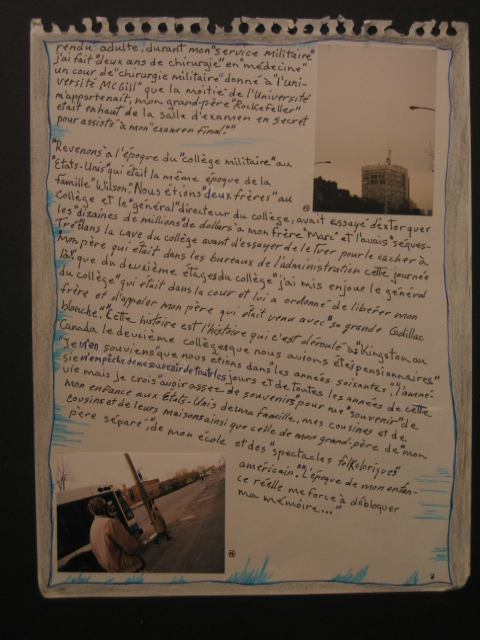 rendu adulte, durant mon "service militaire"
j'ai fait "deux ans de chirurgie" en "médecine"
un cour de "chirurgie militaire" donné à "l'uni-
versité McGill" que la moitié de l'Université
m'appartenait, mon grand-père "Rockefeller"
était en haut de la salle d'examen en secret
pour assisté à mon "examen final."
"Revenons à l'époque du "collège militaire" au
"États-Unis" qui était la même époque de la
famille "Wilson". Nous étions "deux frères" au
collège et le "général" directeur du collège, avait essayé d'extorquer
les "dizaines de millions" de dollars à mon frère "Marc" et l'avais "séques-
Tré" dans la cave du collège avant d'essayer de le tuer pour le cacher à
"mon père qui était dans les bureaux de l'administration cette journée
là, que du deuxième étages du collège" j'ai mis enjoue le général
du collège" qui était dans la cour et lui a ordonné de libérer mon
frère et d'appeler mon père qui était venu avec "sa grande Cadillac
blanche." "Cette histoire est l'histoire qui c'est déroulé à "Kingston au
Canada le deuxième collèges que nous avions été "pensionnaires"
"Je m'en souviens que nous étions dans les années soixantes." L'amné-
sie m'empêche de me souvenir de tout les jours et de toutes les années de cette
vie mais je crois "avoir assez de souvenirs" pour me "souvenir" de
mon enfance aux États-Unis de ma famille, mes cousines et de
cousins et de leurs maisons ainsi que celle de mon grand-père de "mon
père séparé", de mon école et des "spectacles folkloriques
américain." "L'époque de mon enfan-
ce réelle me force à débloquer
ma mémoire..."